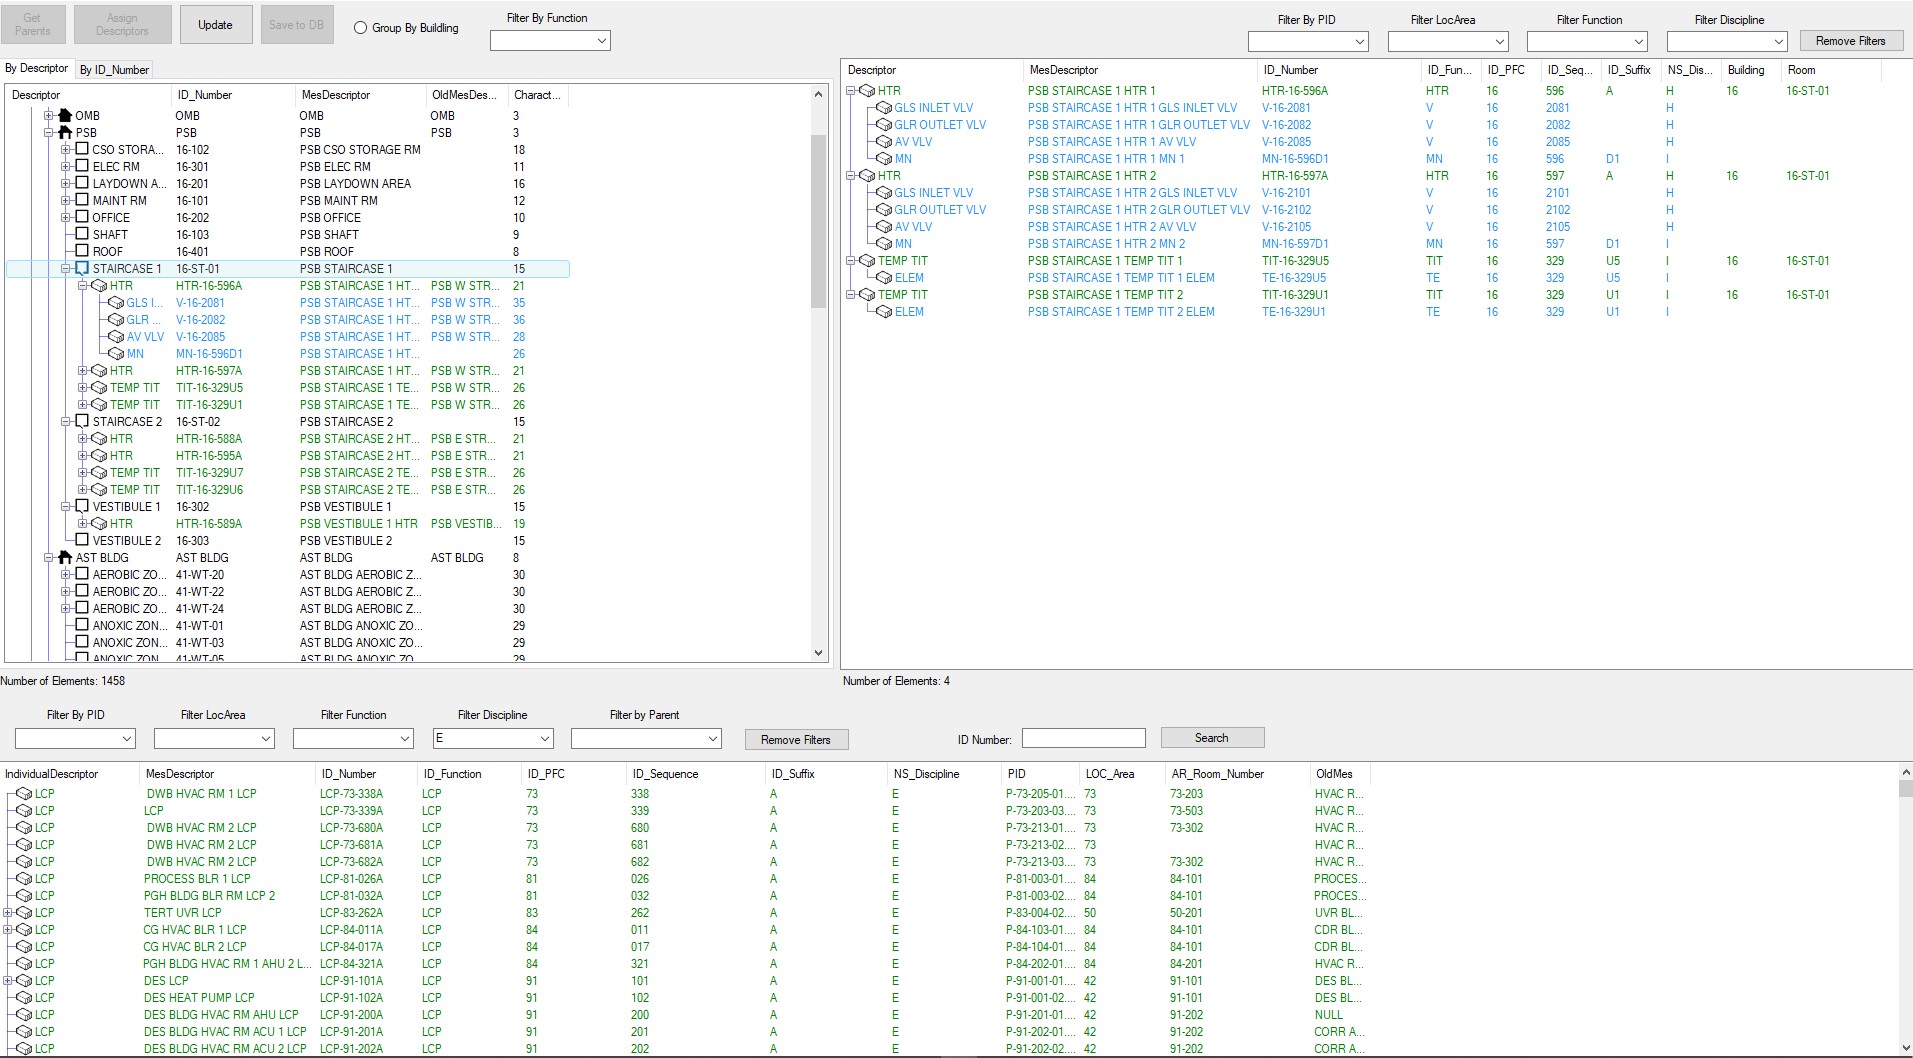 Get Parents
Assign Descriptors
Update
Save to DB
Group By Building
Filter By Function
Filter By PID
Filter LocArea
Filter Function
Filter Discipline
Remove Filters
By Descriptor By ID_Number
Descriptor ID_Number MesDescriptor OldMesDes... Charact...
OMB OMB OMB OMB 3
PSB PSB PSB PSB 3
CSO STORA... 16-102 PSB CSO STORAGE RM 18
ELEC RM 16-301 PSB ELEC RM 11
LAYDOWN A... 16-201 PSB LAYDOWN AREA 16
MAINT RM 16-101 PSB MAINT RM 12
OFFICE 16-202 PSB OFFICE 10
SHAFT 16-103 PSB SHAFT 9
ROOF 16-401 PSB ROOF 8
STAIRCASE 1 16-ST-01 PSB STAIRCASE 1 15
HTR HTR-16-596A PSB STAIRCASE 1 HT... PSB W STR... 21
GLS I... V-16-2081 PSB STAIRCASE 1 HT... PSB W STR... 35
GLR ... V-16-2082 PSB STAIRCASE 1 HT... PSB W STR... 36
AV VLV V-16-2085 PSB STAIRCASE 1 HT... PSB W STR... 28
MN MN-16-596D1 PSB STAIRCASE 1 HT... 26
HTR HTR-16-597A PSB STAIRCASE 1 HT... PSB W STR... 21
TEMP TIT TIT-16-329U5 PSB STAIRCASE 1 TE... PSB W STR... 26
TEMP TIT TIT-16-329U1 PSB STAIRCASE 1 TE... PSB W STR... 26
STAIRCASE 2 16-ST-02 PSB STAIRCASE 2 15
HTR HTR-16-588A PSB STAIRCASE 2 HT... PSB E STR... 21
HTR HTR-16-595A PSB STAIRCASE 2 HT... PSB E STR... 21
TEMP TIT TIT-16-329U7 PSB STAIRCASE 2 TE... PSB E STR... 26
TEMP TIT TIT-16-329U6 PSB STAIRCASE 2 TE... PSB E STR... 26
VESTIBULE 1 16-302 PSB VESTIBULE 1 15
HTR HTR-16-589A PSB VESTIBULE 1 HTR PSB VESTIB... 19
VESTIBULE 2 16-303 PSB VESTIBULE 2 15
AST BLDG AST BLDG AST BLDG AST BLDG 8
AEROBIC ZO... 41-WT-20 AST BLDG AEROBIC Z... 30
AEROBIC ZO... 41-WT-22 AST BLDG AEROBIC Z... 30
AEROBIC ZO... 41-WT-24 AST BLDG AEROBIC Z... 30
ANOXIC ZON... 41-WT-01 AST BLDG ANOXIC ZO... 29
ANOXIC ZON... 41-WT-03 AST BLDG ANOXIC ZO... 29
ANOXIC ZON... 41-WT-05 AST BLDG ANOXIC ZO... 29
Number of Elements: 1458
Descriptor MesDescriptor ID_Number ID_Fun... ID_PFC ID_Seq... ID_Suffix NS_Dis... Building Room
HTR PSB STAIRCASE 1 HTR 1 HTR-16-596A HTR 16 596 A H 16 16-ST-01
GLS INLET VLV PSB STAIRCASE 1 HTR 1 GLS INLET VLV V-16-2081 V 16 2081 H
GLR OUTLET VLV PSB STAIRCASE 1 HTR 1 GLR OUTLET VLV V-16-2082 V 16 2082 H
AV VLV PSB STAIRCASE 1 HTR 1 AV VLV V-16-2085 V 16 2085 H
MN PSB STAIRCASE 1 HTR 1 MN 1 MN-16-596D1 MN 16 596 D1 I
HTR PSB STAIRCASE 1 HTR 2 HTR-16-597A HTR 16 597 A H 16 16-ST-01
GLS INLET VLV PSB STAIRCASE 1 HTR 2 GLS INLET VLV V-16-2101 V 16 2101 H
GLR OUTLET VLV PSB STAIRCASE 1 HTR 2 GLR OUTLET VLV V-16-2102 V 16 2102 H
AV VLV PSB STAIRCASE 1 HTR 2 AV VLV V-16-2105 V 16 2105 H
MN PSB STAIRCASE 1 HTR 2 MN 2 MN-16-597D1 MN 16 597 D1 I
TEMP TIT PSB STAIRCASE 1 TEMP TIT 1 TIT-16-329U5 TIT 16 329 U5 I 16 16-ST-01
ELEM PSB STAIRCASE 1 TEMP TIT 1 ELEM TE-16-329U5 TE 16 329 U5 I
TEMP TIT PSB STAIRCASE 1 TEMP TIT 2 TIT-16-329U1 TIT 16 329 U1 I 16 16-ST-01
ELEM PSB STAIRCASE 1 TEMP TIT 2 ELEM TE-16-329U1 TE 16 329 U1 I
Number of Elements: 4
Filter By PID Filter LocArea Filter Function Filter Discipline Filter by Parent
E
Remove Filters
ID Number:
Search
IndividualDescriptor MesDescriptor ID_Number ID_Function ID_PFC ID_Sequence ID_Suffix NS_Discipline PID LOC_Area AR_Room_Number OldMes
LCP DWB HVAC RM 1 LCP LCP-73-338A LCP 73 338 A E P-73-205-01.... 73 73-203 HVAC R...
LCP LCP LCP-73-339A LCP 73 339 A E P-73-203-03.... 73 73-503 HVAC R...
LCP DWB HVAC RM 2 LCP LCP-73-680A LCP 73 680 A E P-73-213-01.... 73 73-302 HVAC R...
LCP DWB HVAC RM 2 LCP LCP-73-681A LCP 73 681 A E P-73-213-02.... 73 HVAC R...
LCP DWB HVAC RM 2 LCP LCP-73-682A LCP 73 682 A E P-73-213-03.... 73 73-302 HVAC R...
LCP PROCESS BLR 1 LCP LCP-81-026A LCP 81 026 A E P-81-003-01.... 84 84-101 PROCES...
LCP PGH BLDG BLR RM LCP 2 LCP-81-032A LCP 81 032 A E P-81-003-02.... 84 84-101 PROCES...
LCP TERT UVR LCP LCP-83-262A LCP 83 262 A E P-83-004-02.... 50 50-201 UVR BL...
LCP CG HVAC BLR 1 LCP LCP-84-011A LCP 84 011 A E P-84-103-01.... 84 84-101 CDR BL...
LCP CG HVAC BLR 2 LCP LCP-84-017A LCP 84 017 A E P-84-104-01.... 84 84-101 CDR BL...
LCP PGH BLDG HVAC RM 1 AHU 2 L... LCP-84-321A LCP 84 321 A E P-84-202-01.... 84 84-201 HVAC R...
LCP DES LCP LCP-91-101A LCP 91 101 A E P-91-001-01.... 42 91-101 DES BL...
LCP DES HEAT PUMP LCP LCP-91-102A LCP 91 102 A E P-91-001-02.... 42 91-101 DES BL...
LCP DES BLDG HVAC RM AHU LCP LCP-91-200A LCP 91 200 A E P-91-201-01.... 42 91-202 NULL
LCP DES BLDG HVAC RM ACU 1 LCP LCP-91-201A LCP 91 201 A E P-91-202-01.... 42 91-202 CORR A...
LCP DES BLDG HVAC RM ACU 2 LCP LCP-91-202A LCP 91 202 A E P-91-202-02.... 42 91-202 CORR A...